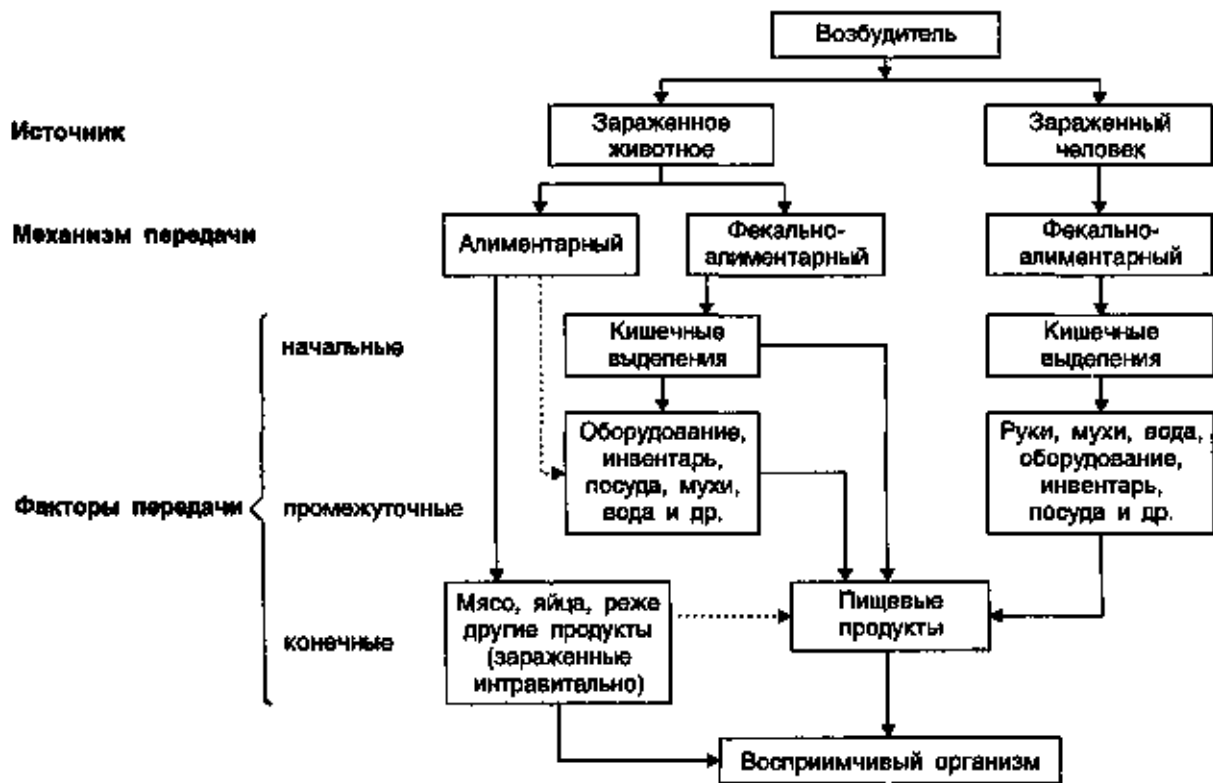 Возбудитель
Источник
Зараженное
животное
Зараженный
человек
Механизм передачи
Алиментарный
Фекально-
алиментарный
Фекально-
алиментарный
Факторы передачи
начальные
Кишечные
выделения
Кишечные
выделения
промежуточные
Оборудование,
инвентарь,
посуда, мухи,
вода и др.
Руки, мухи, вода,
оборудование,
инвентарь,
посуда и др.
конечные
Мясо, яйца, реже
другие продукты
(зараженные
интравитально)
Пищевые
продукты
Восприимчивый организм